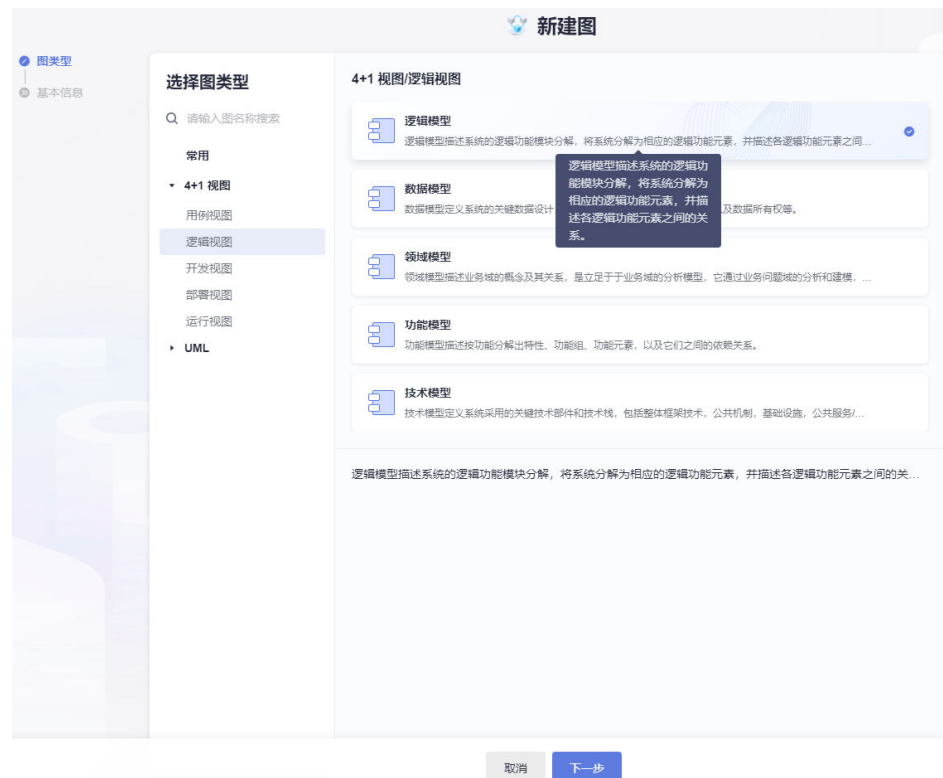 新建图
图类型
基本信息
选择图类型
请输入图名称搜索
常用
4+1 视图
用例视图
逻辑视图
开发视图
部署视图
运行视图
UML
4+1 视图/逻辑视图
逻辑模型
逻辑模型描述系统的逻辑功能模块分解，将系统分解为相应的逻辑功能元素，并描述各逻辑功能元素之间...
逻辑模型描述系统的逻辑功
能模块分解，将系统分解为
相应的逻辑功能元素，并描
述各逻辑功能元素之间的关
系。
数据模型
数据模型定义系统的关键数据设计
及数据所有权等。
领域模型
领域模型描述业务域的概念及其关系，是立足于于业务域的分析模型，它通过业务问题域的分析和建模，...
功能模型
功能模型描述按功能分解出特性、功能组、功能元素，以及它们之间的依赖关系。
技术模型
技术模型定义系统采用的关键技术部件和技术栈，包括整体框架技术，公共机制，基础设施，公共服务/...
逻辑模型描述系统的逻辑功能模块分解，将系统分解为相应的逻辑功能元素，并描述各逻辑功能元素之间的关...
取消
下一步